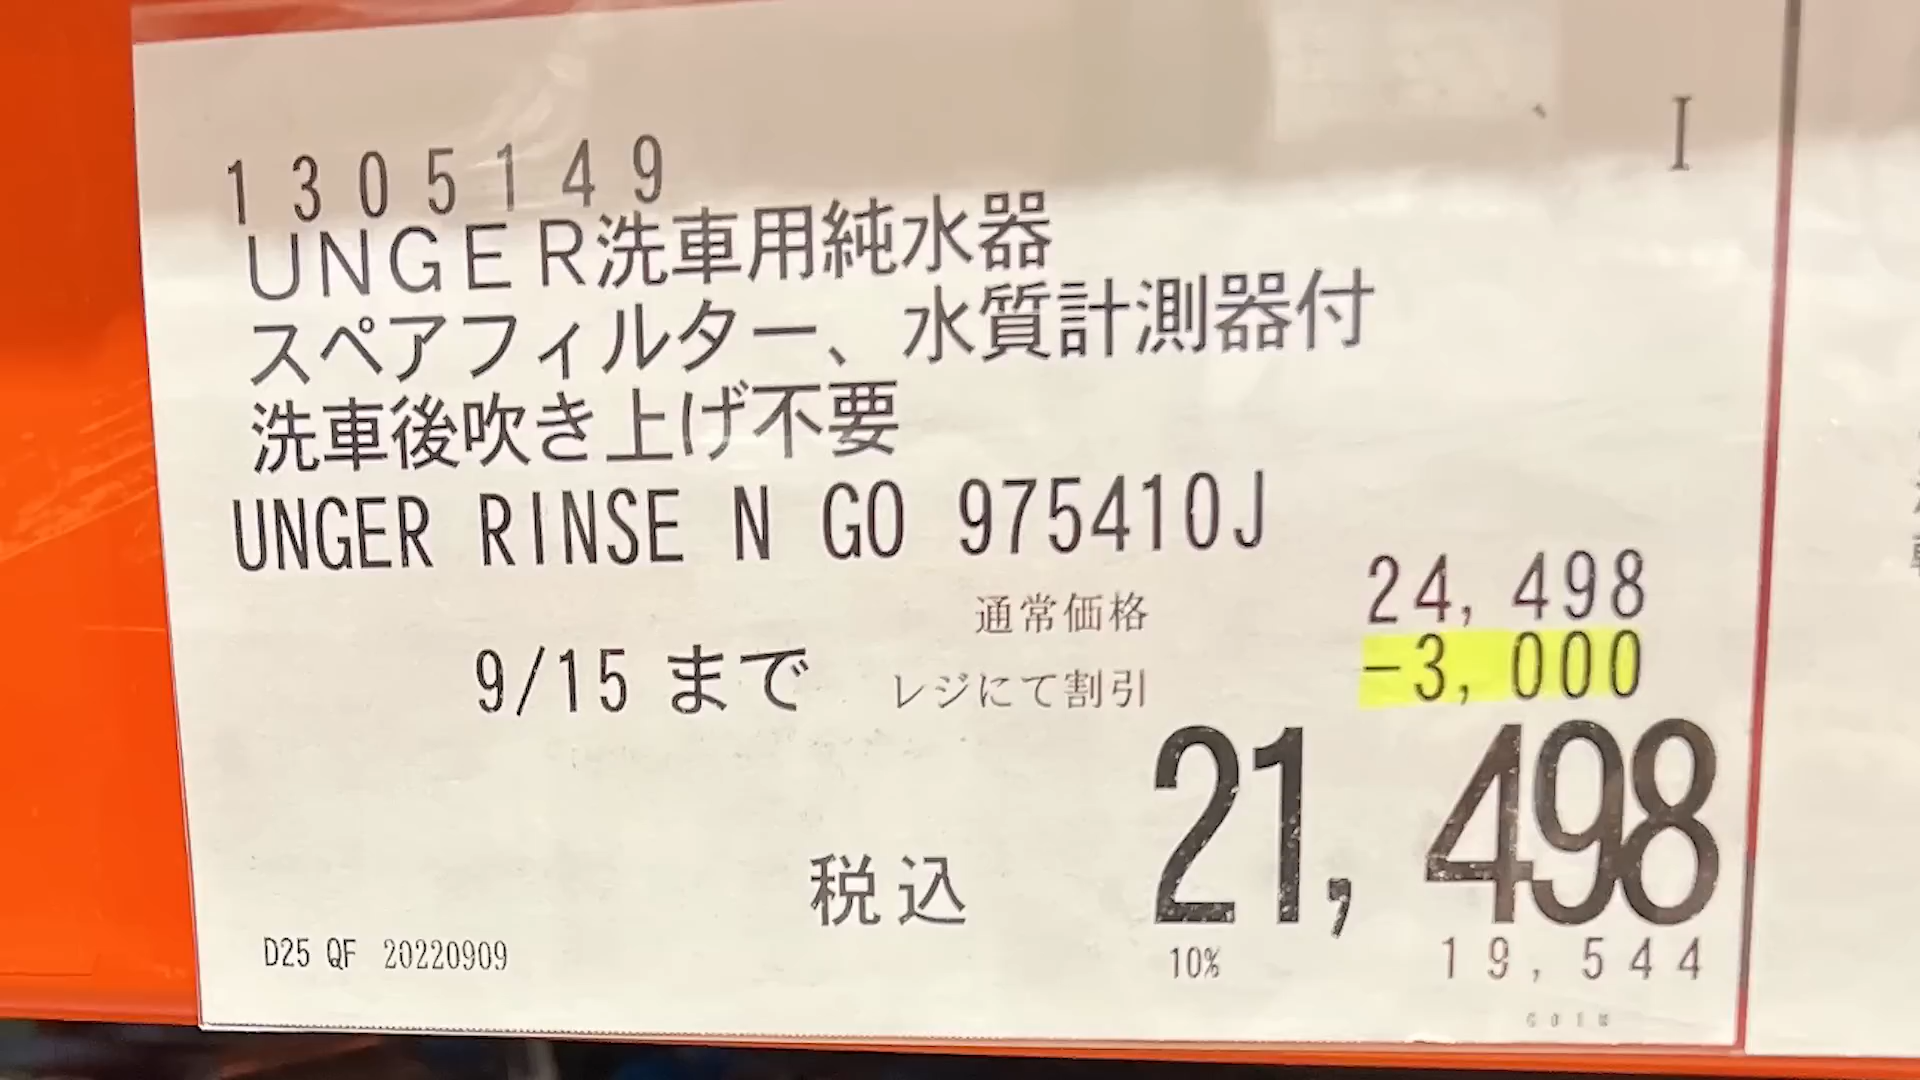 I
1305149
UNGER洗車用純水器
スペアフィルター、水質計測器付
洗車後吹き上げ不要
UNGER RINSE N GO 975410J
通常価格 24,498
9/15 まで レジにて割引 -3,000
税込 21,498
D25 QF 20220909 10% 19,544